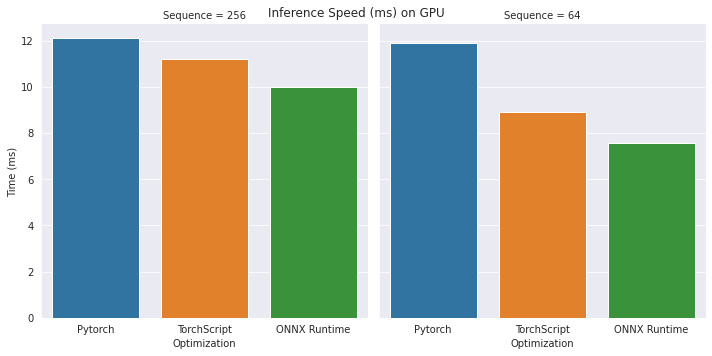 Inference Speed (ms) on GPU
Sequence = 256
Sequence = 64
Time (ms)
12
10
8
6
4
2
0
Pytorch TorchScript ONNX Runtime
Optimization
Pytorch TorchScript ONNX Runtime
Optimization